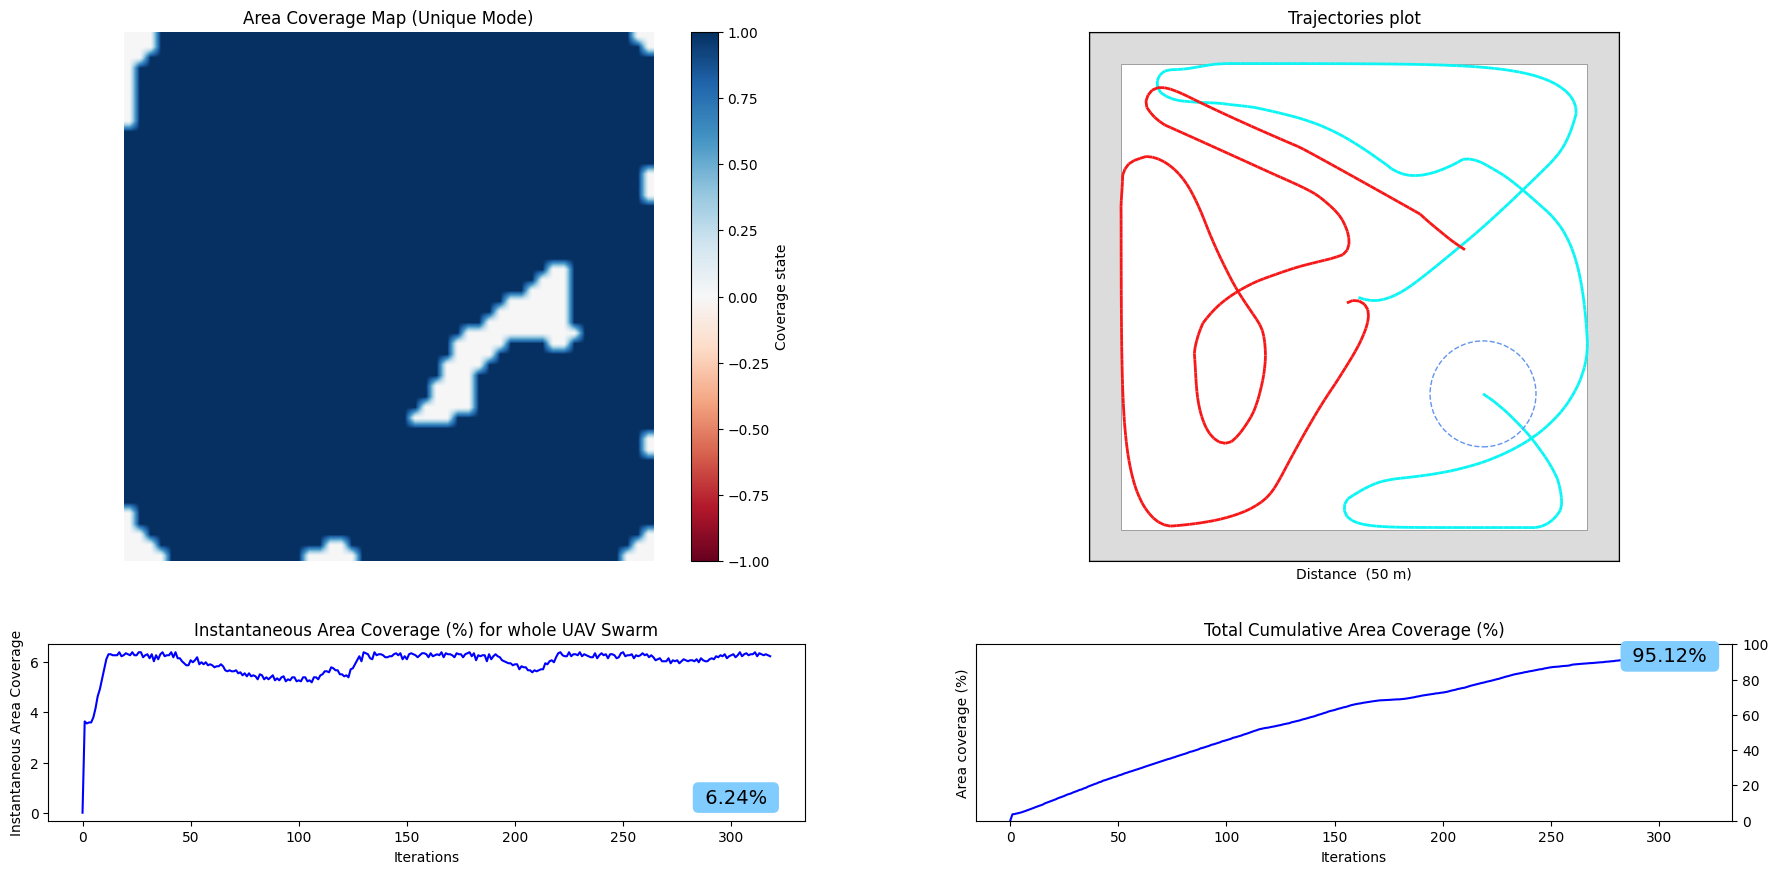 Area Coverage Map (Unique Mode)
1.00
0.75
0.50
0.25
0.00
−0.25
−0.50
−0.75
−1.00
Coverage state
Trajectories plot
Distance (50 m)
Instantaneous Area Coverage (%) for whole UAV Swarm
Instantaneous Area Coverage
6
4
2
0
6.24%
0 50 100 150 200 250 300
Iterations
Total Cumulative Area Coverage (%)
Area coverage (%)
95.12%
100
80
60
40
20
0
0 50 100 150 200 250 300
Iterations